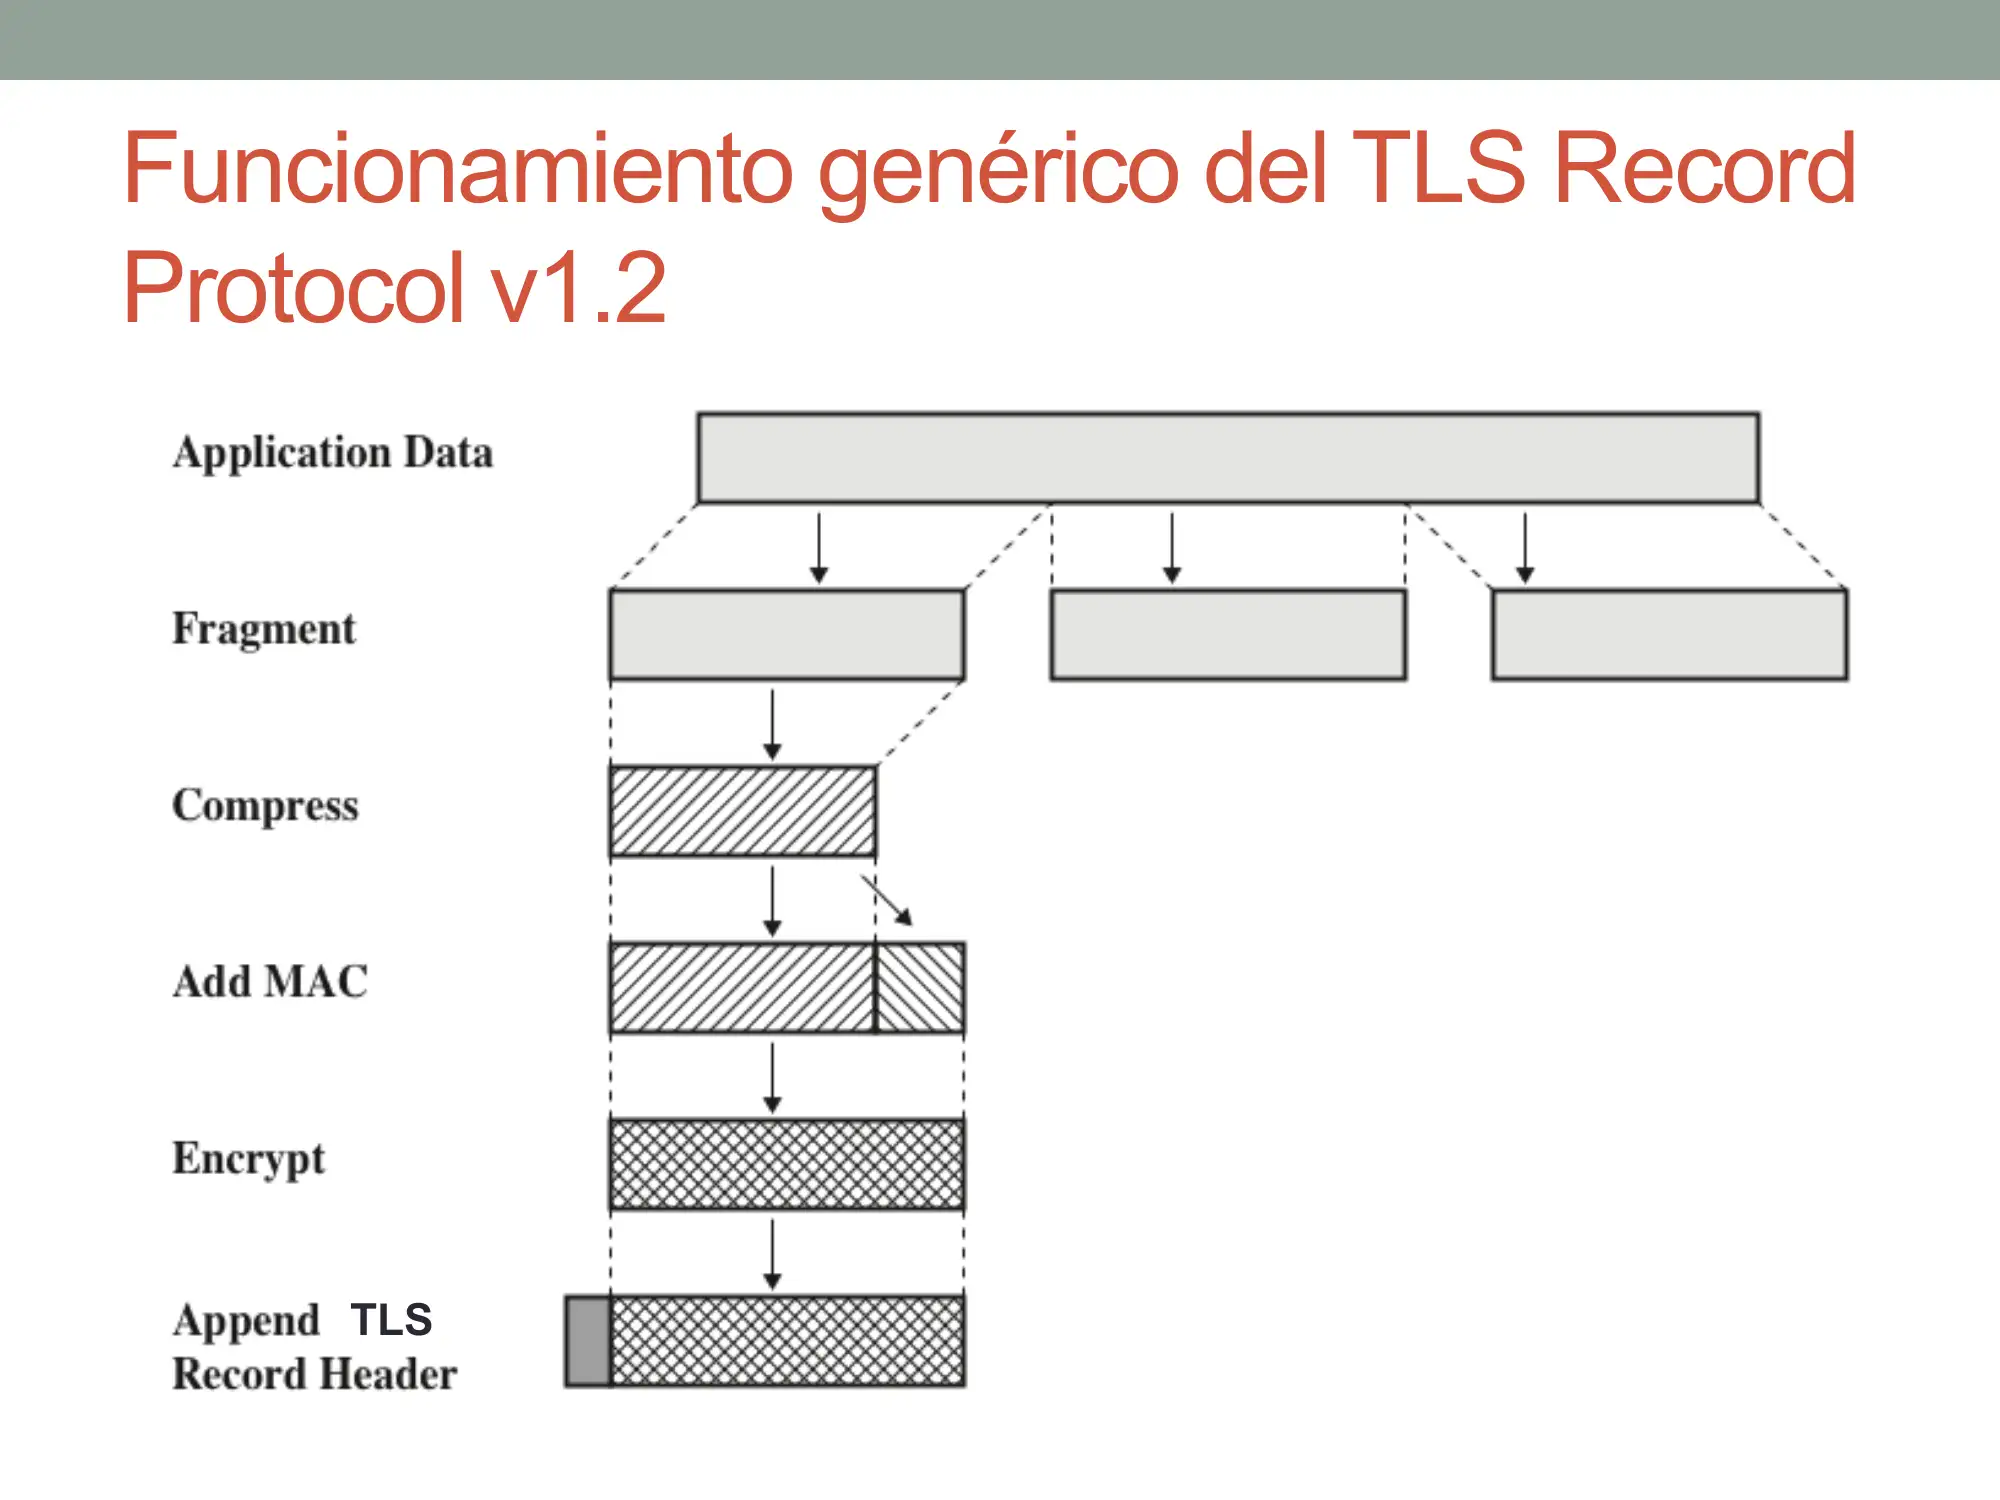 Funcionamiento genérico del TLS Record
Protocol v1.2
Application Data
Fragment
Compress
Add MAC
Encrypt
Append TLS
Record Header